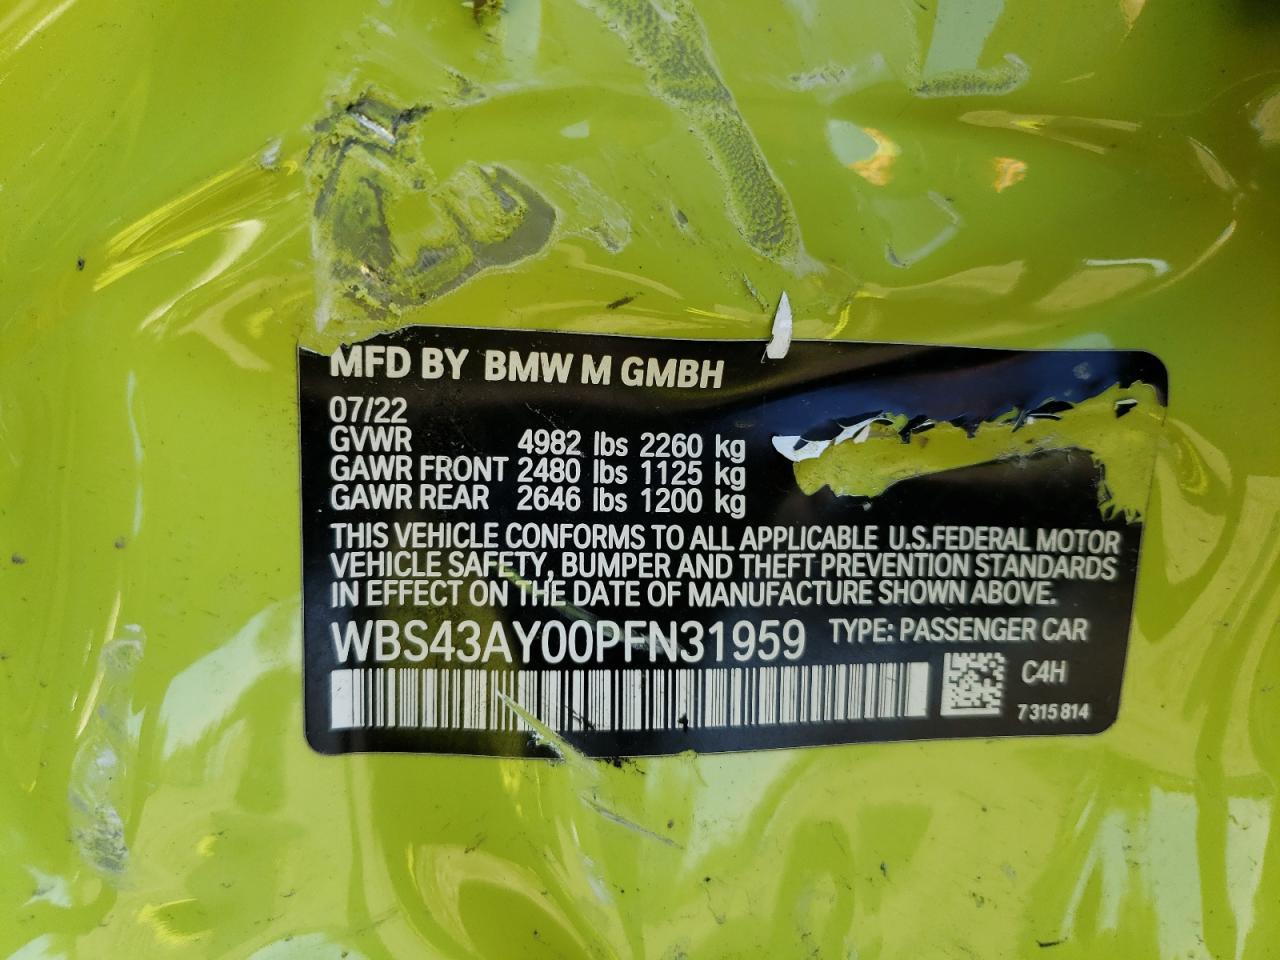 MFD BY BMW M GMBH
07/22
GVWR 4982 lbs 2260 kg
GAWR FRONT 2480 lbs 1125 kg
GAWR REAR 2646 lbs 1200 kg
THIS VEHICLE CONFORMS TO ALL APPLICABLE U.S.FEDERAL MOTOR
VEHICLE SAFETY, BUMPER AND THEFT PREVENTION STANDARDS
IN EFFECT ON THE DATE OF MANUFACTURE SHOWN ABOVE.
WBS43AY00PFN31959 TYPE: PASSENGER CAR
C4H
7 315 814